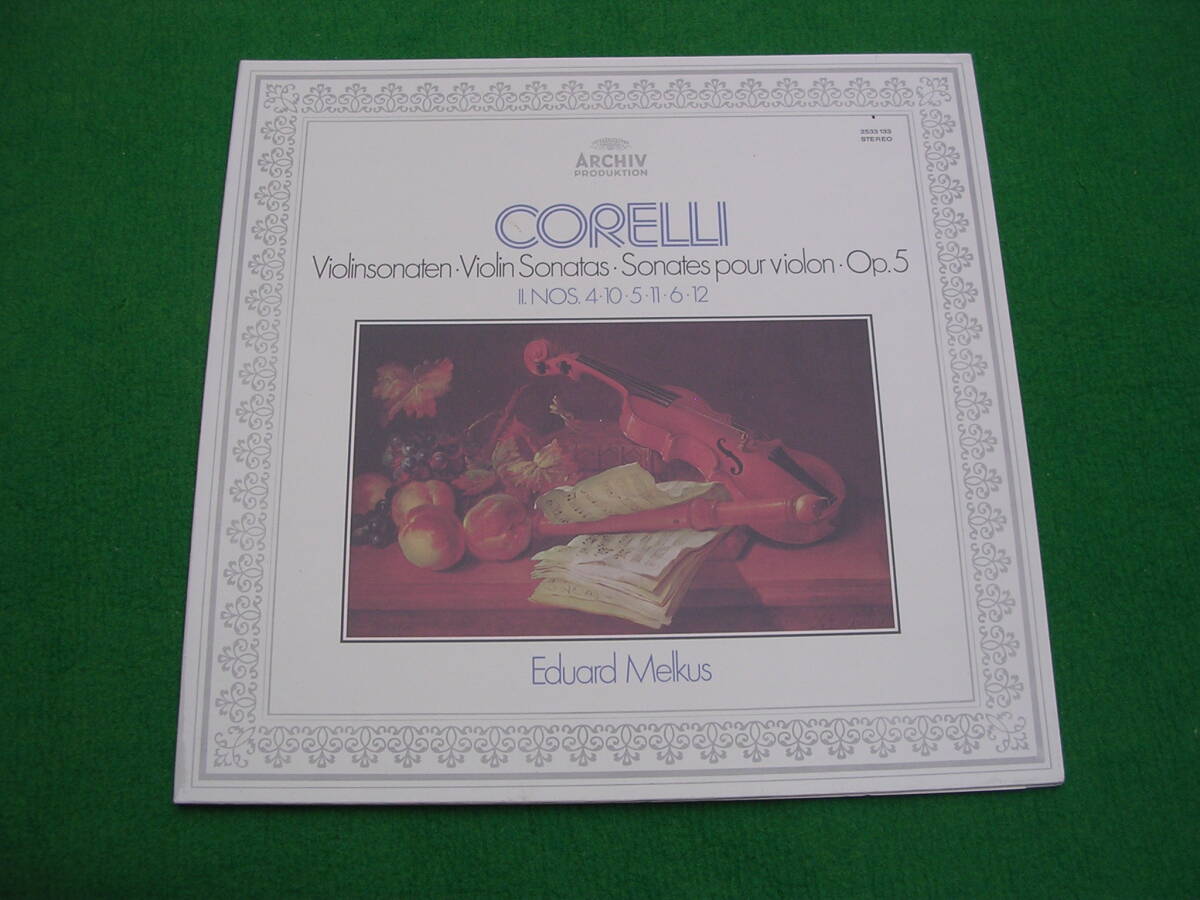 2533 133
STEREO
ARCHIV
PRODUKTION
CORELLI
Violinsonaten · Violin Sonatas · Sonates pour violon · Op. 5
II. NOS. 4 · 10 · 5 · 11 · 6 · 12
Eduard Melkus